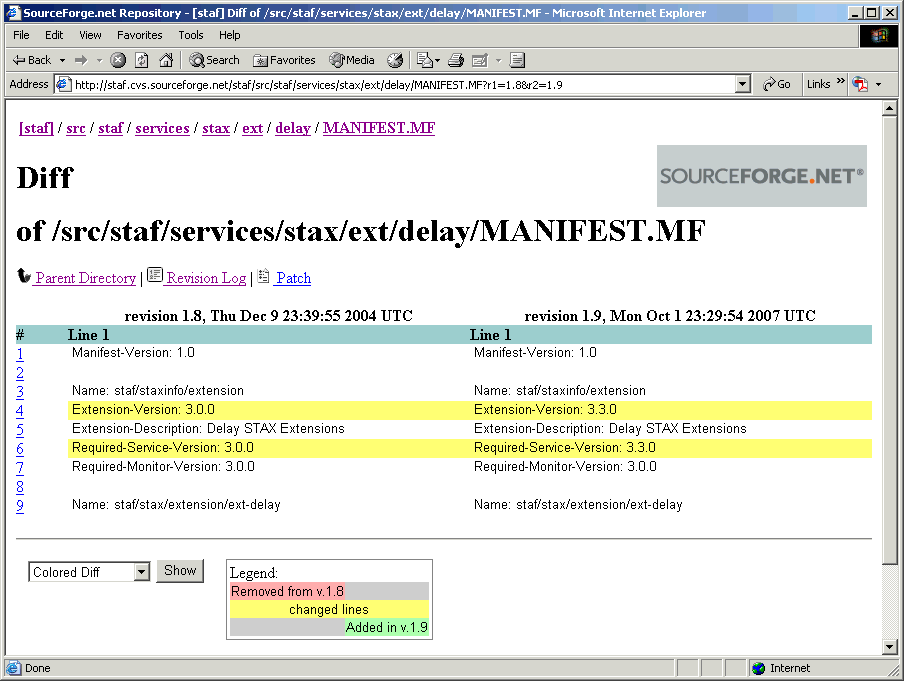 SourceForge.net Repository - [staf] Diff of /src/staf/services/stax/ext/delay/MANIFEST.MF - Microsoft Internet Explorer
File Edit View Favorites Tools Help
Back Search Favorites Media
Address http://staf.cvs.sourceforge.net/staf/src/staf/services/stax/ext/delay/MANIFEST.MF?r1=1.8&r2=1.9 Go Links »
[staf] / src / staf / services / stax / ext / delay / MANIFEST.MF
Diff
SOURCEFORGE.NET®
of /src/staf/services/stax/ext/delay/MANIFEST.MF
Parent Directory | Revision Log | Patch
revision 1.8, Thu Dec 9 23:39:55 2004 UTC revision 1.9, Mon Oct 1 23:29:54 2007 UTC
# Line 1 Line 1
1 Manifest-Version: 1.0 Manifest-Version: 1.0
2
3 Name: staf/staxinfo/extension Name: staf/staxinfo/extension
4 Extension-Version: 3.0.0 Extension-Version: 3.3.0
5 Extension-Description: Delay STAX Extensions Extension-Description: Delay STAX Extensions
6 Required-Service-Version: 3.0.0 Required-Service-Version: 3.3.0
7 Required-Monitor-Version: 3.0.0 Required-Monitor-Version: 3.0.0
8
9 Name: staf/stax/extension/ext-delay Name: staf/stax/extension/ext-delay
Colored Diff Show
Legend:
Removed from v.1.8
changed lines
Added in v.1.9
Done Internet